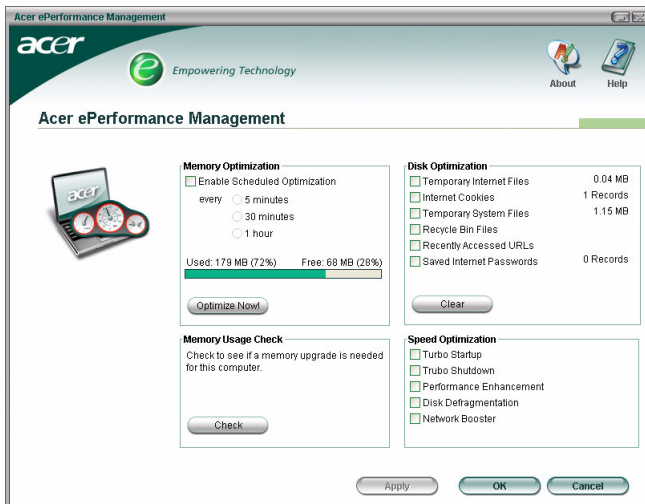 Acer ePerformance Management
acer
e Empowering Technology
About
Help
Acer ePerformance Management
acer
Memory Optimization
Enable Scheduled Optimization
every 5 minutes
30 minutes
1 hour
Used: 179 MB (72%) Free: 68 MB (28%)
Optimize Now!
Disk Optimization
Temporary Internet Files 0.04 MB
Internet Cookies 1 Records
Temporary System Files 1.15 MB
Recycle Bin Files
Recently Accessed URLs
Saved Internet Passwords 0 Records
Clear
Memory Usage Check
Check to see if a memory upgrade is needed
for this computer.
Check
Speed Optimization
Turbo Startup
Trubo Shutdown
Performance Enhancement
Disk Defragmentation
Network Booster
Apply
OK
Cancel